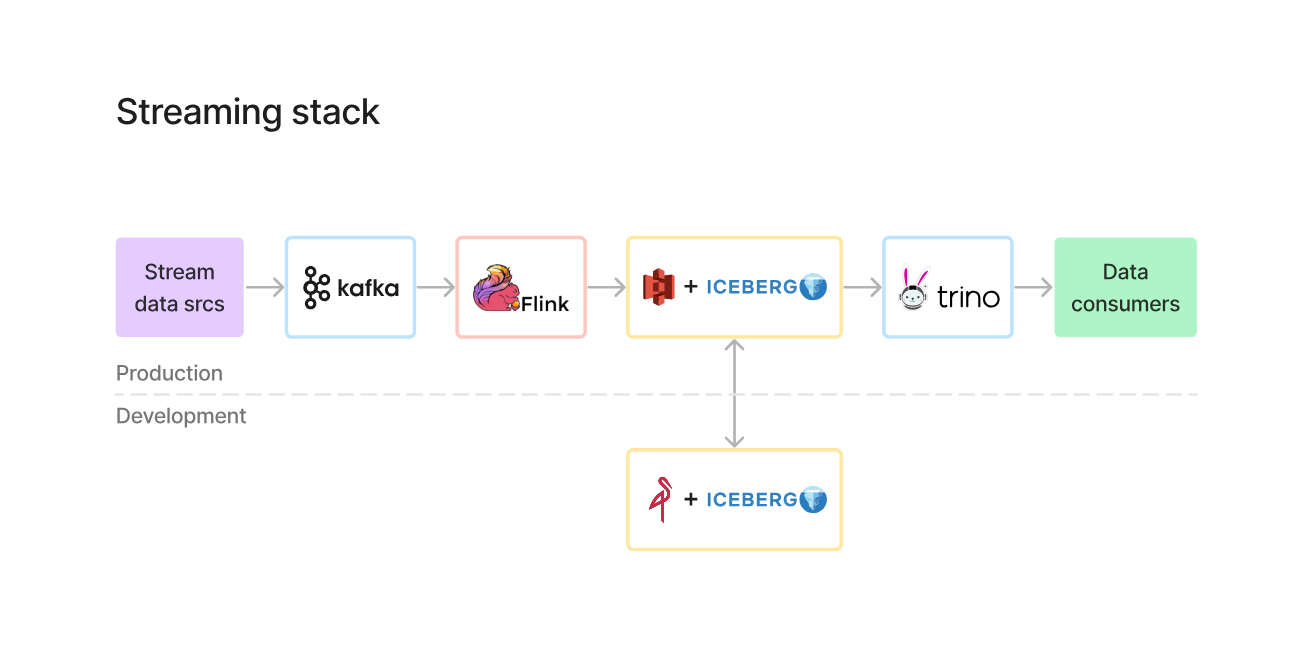 Streaming stack
Stream
data srcs
kafka
Flink
+ ICEBERG
trino
Data
consumers
Production
Development
+ ICEBERG